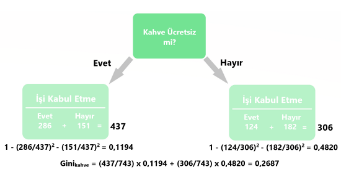 Kahve Ücretsiz
mi?
Evet
Hayır
İşi Kabul Etme
Evet Hayır
286 + 151 = 437
İşi Kabul Etme
Evet Hayır
124 + 182 = 306
1 - (286/437)² - (151/437)² = 0,1194
1 - (124/306)² - (182/306)² = 0,4820
Gini kahve = (437/743) x 0,1194 + (306/743) x 0,4820 = 0,2687